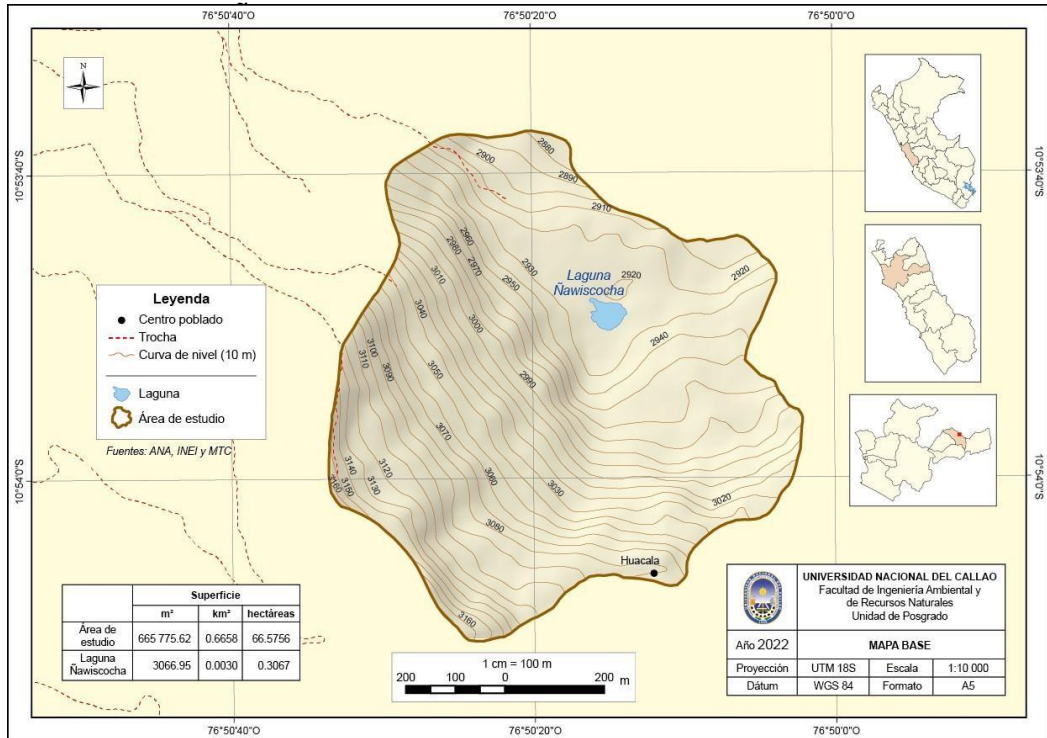 76°50'40"O
76°50'20"O
76°50'0"O
N
10°53'40"S
10°53'40"S
2880
2900
2890
2910
2960
2980
2970
2930
2920
3010
2950
Laguna
Ñawiscocha
2920
Leyenda
Centro poblado
Trocha
Curva de nivel (10 m)
Laguna
Área de estudio
Fuentes: ANA, INEI y MTC
3040
3000
2940
3100
3110
3090
3050
2990
3070
3140
3120
3160
3150
3130
3060
3030
3020
3080
10°54'0"S
10°54'0"S
Huacala
3160
Superficie
m² km² hectáreas
Área de
estudio
665 775.62 0.6658 66.5756
Laguna
Ñawiscocha
3066.95 0.0030 0.3067
1 cm = 100 m
200 100 0 200 m
UNIVERSIDAD NACIONAL DEL CALLAO
Facultad de Ingeniería Ambiental y
de Recursos Naturales
Unidad de Posgrado
Año 2022 MAPA BASE
Proyección UTM 18S Escala 1:10 000
Dátum WGS 84 Formato A5
76°50'40"O
76°50'20"O
76°50'0"O